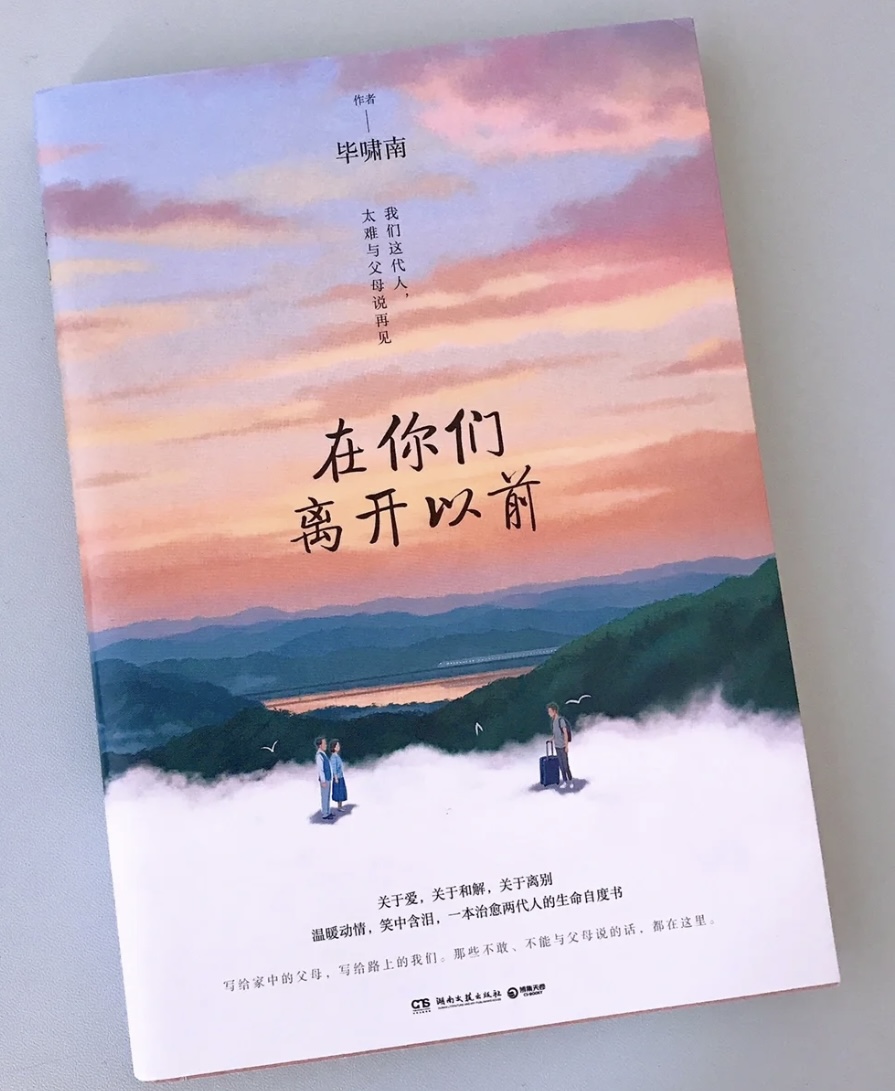 作者
毕啸南
我们这代人，
太难与父母说再见
在你们
离开以前
关于爱，关于和解，关于离别
温暖动情，笑中含泪，一本治愈两代人的生命自度书
写给家中的父母，写给路上的我们。那些不敢、不能与父母说的话，都在这里。
CTS
湖南文艺出版社
博集天卷
CS-BOOKY